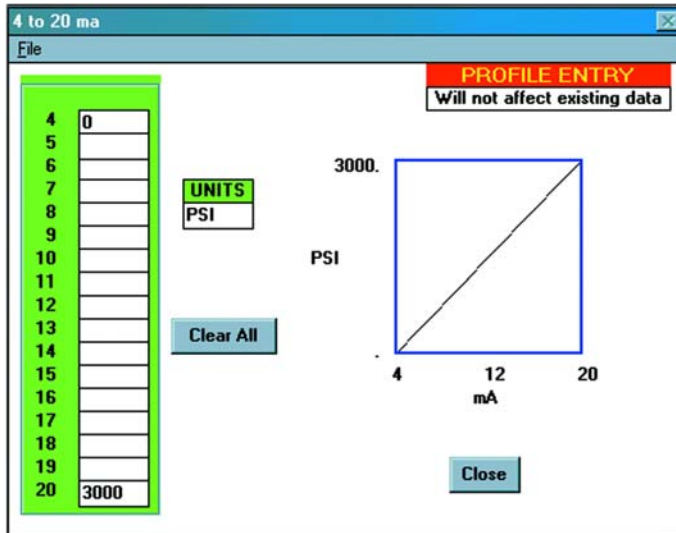 4 to 20 ma
File
PROFILE ENTRY
Will not affect existing data
4 0
5
6
7
8
9
10
11
12
13
14
15
16
17
18
19
20 3000
UNITS
PSI
Clear All
3000.
PSI
.
4 12 20
mA
Close